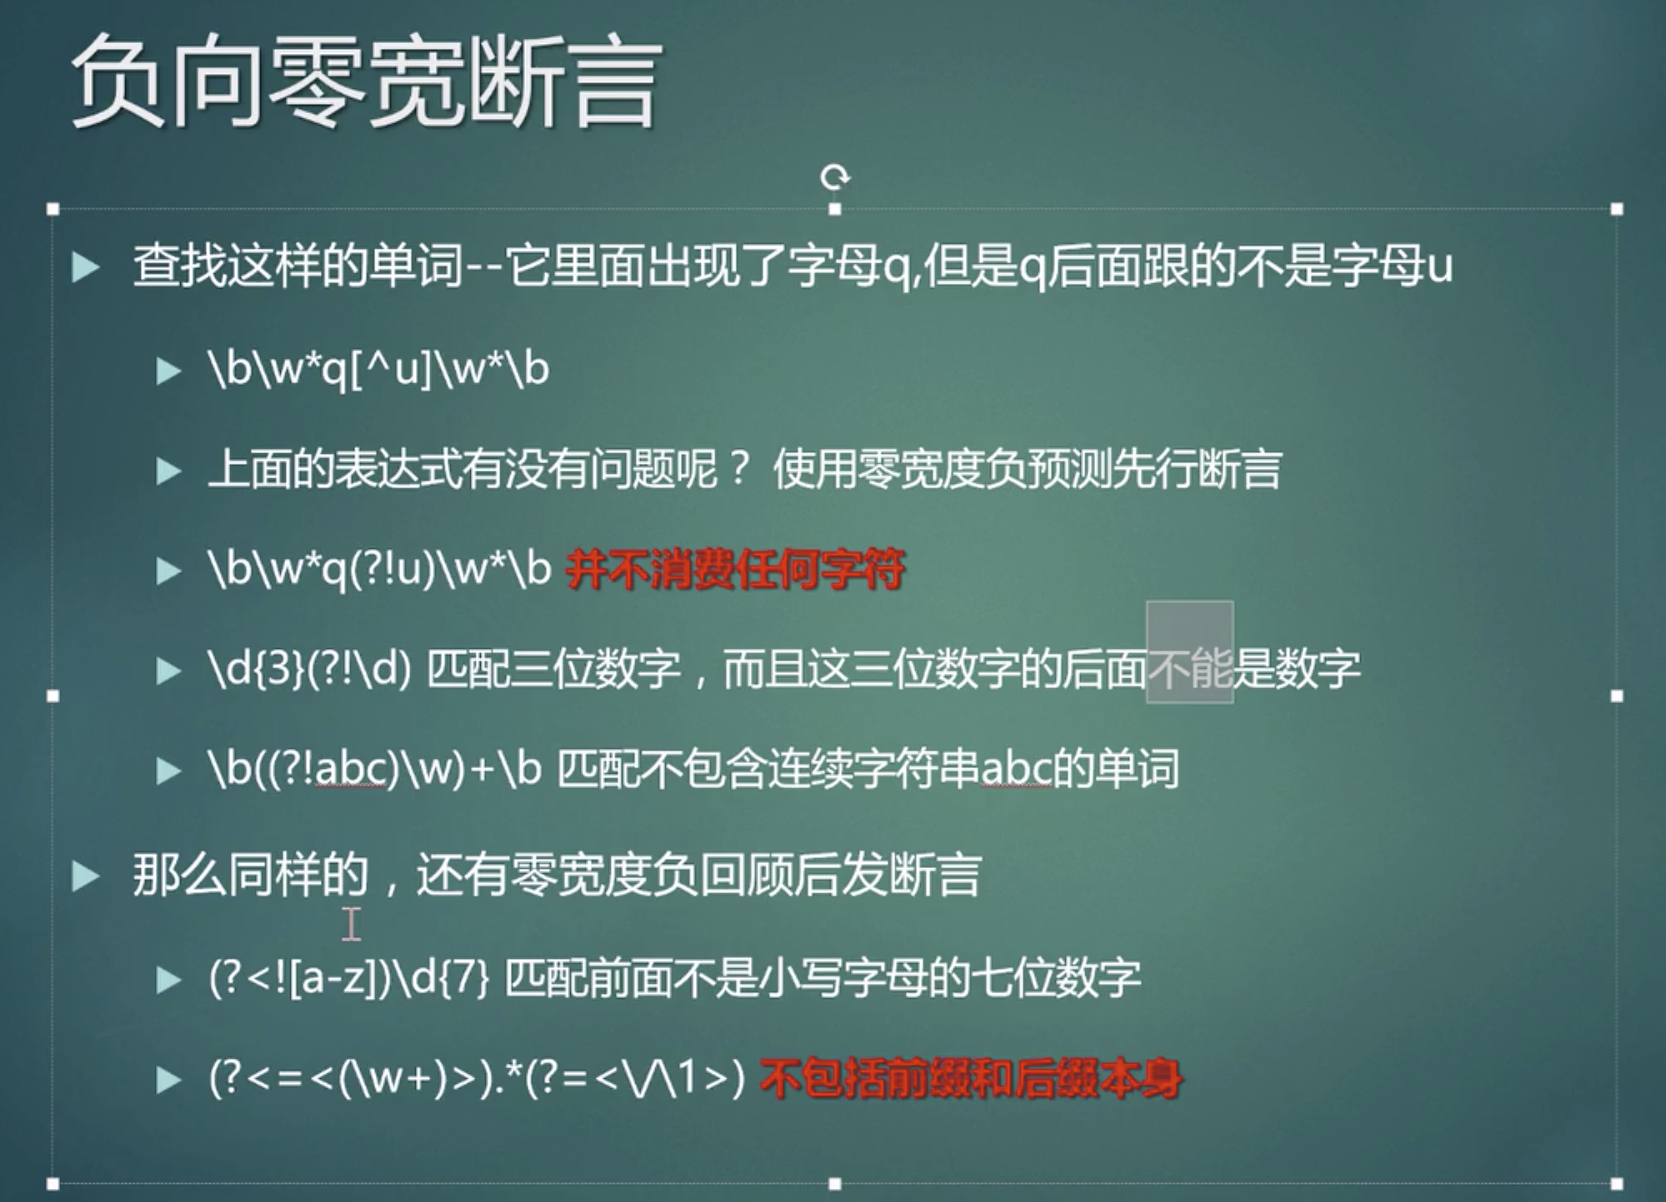 负向零宽断言
查找这样的单词--它里面出现了字母q,但是q后面跟的不是字母u
\b\w*q[^u]\w*\b
上面的表达式有没有问题呢？ 使用零宽度负预测先行断言
\b\w*q(?!u)\w*\b 并不消费任何字符
\d{3}(?!\d) 匹配三位数字，而且这三位数字的后面不能是数字
\b((?!abc)\w)+\b 匹配不包含连续字符串abc的单词
那么同样的，还有零宽度负回顾后发断言
(?<![a-z])\d{7} 匹配前面不是小写字母的七位数字
(?<=<(\w+)>).*(?=<\/\1>) 不包括前缀和后缀本身